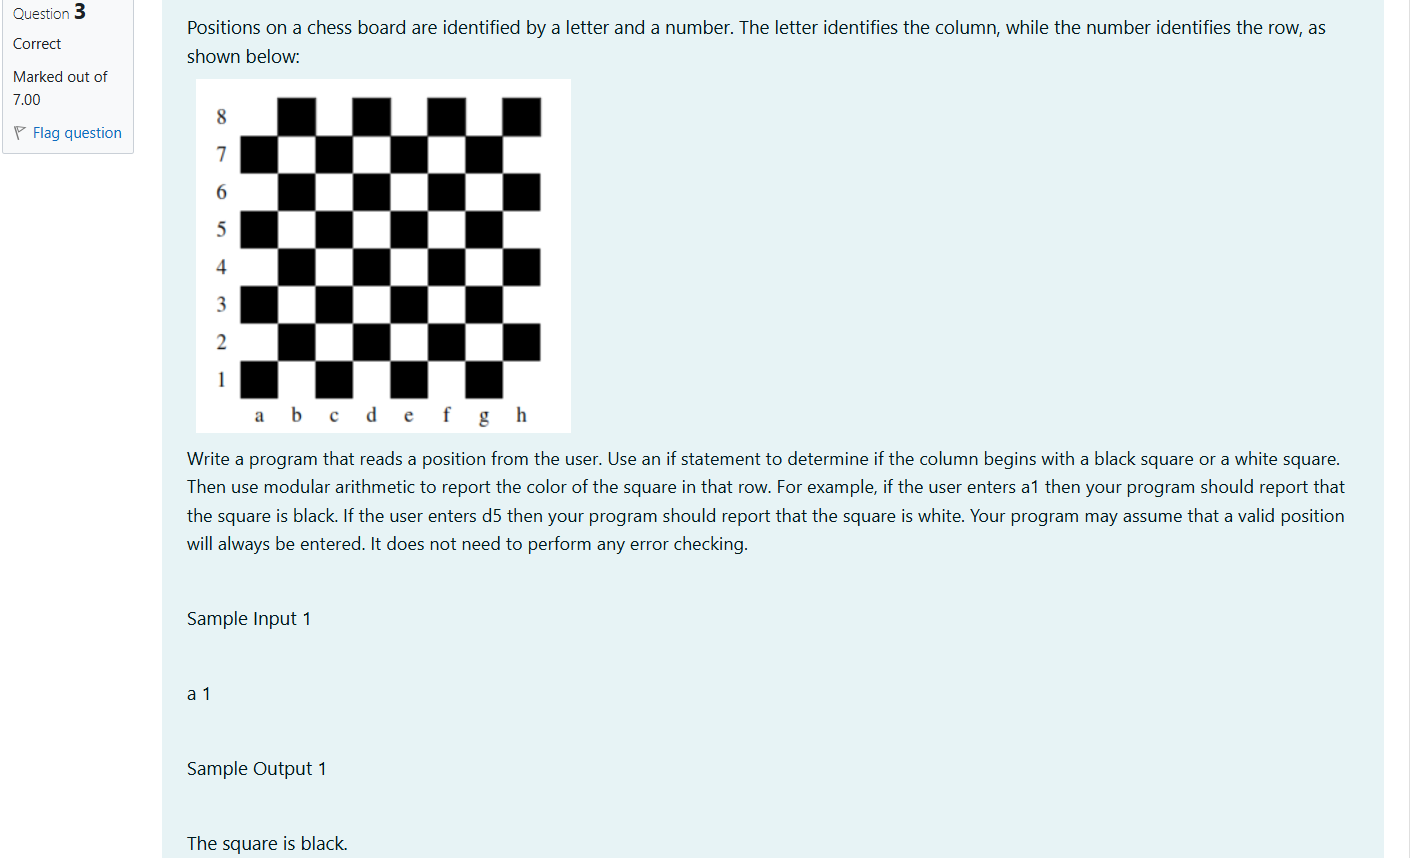 Question 3
Correct
Marked out of
7.00
Flag question
Positions on a chess board are identified by a letter and a number. The letter identifies the column, while the number identifies the row, as
shown below:
8
7
6
5
4
3
2
1
a b c d e f g h
Write a program that reads a position from the user. Use an if statement to determine if the column begins with a black square or a white square.
Then use modular arithmetic to report the color of the square in that row. For example, if the user enters a1 then your program should report that
the square is black. If the user enters d5 then your program should report that the square is white. Your program may assume that a valid position
will always be entered. It does not need to perform any error checking.
Sample Input 1
a 1
Sample Output 1
The square is black.